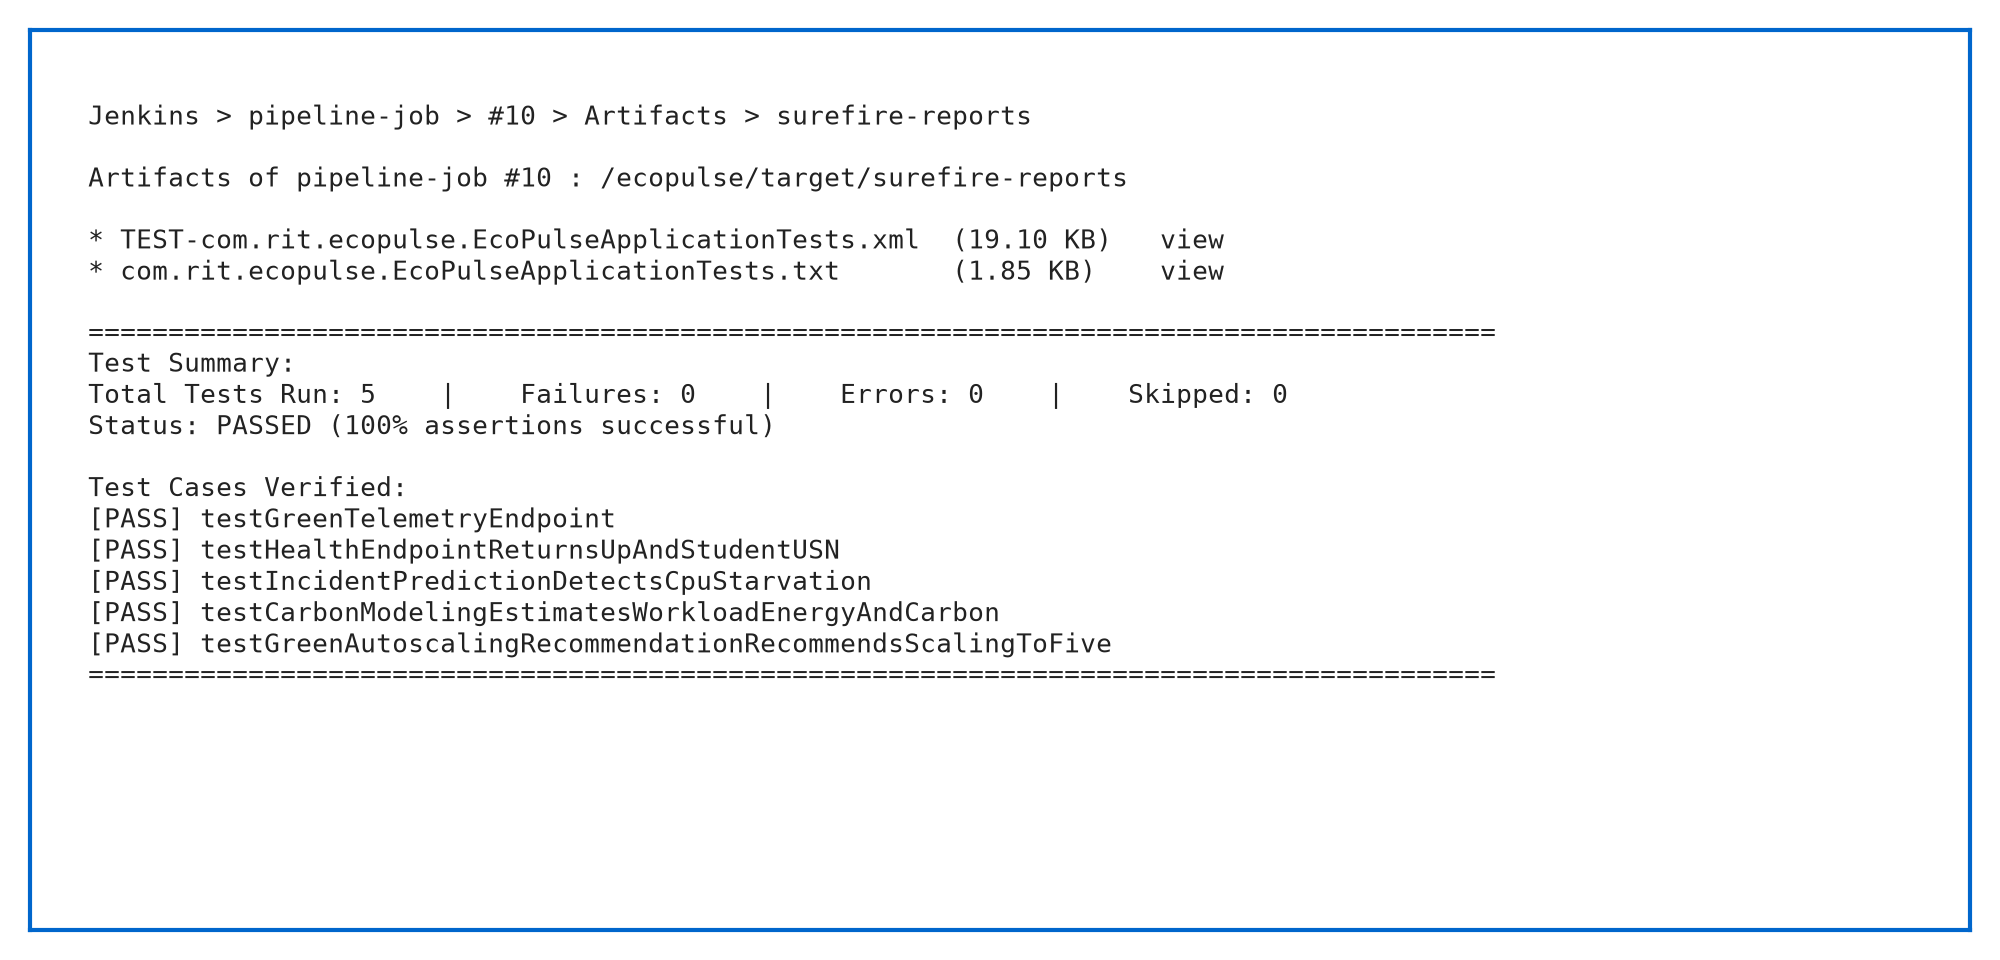 Jenkins > pipeline-job > #10 > Artifacts > surefire-reports
Artifacts of pipeline-job #10 : /ecopulse/target/surefire-reports
* TEST-com.rit.ecopulse.EcoPulseApplicationTests.xml  (19.10 KB)   view
* com.rit.ecopulse.EcoPulseApplicationTests.txt       (1.85 KB)    view
========================================================================================
Test Summary:
Total Tests Run: 5    |    Failures: 0    |    Errors: 0    |    Skipped: 0
Status: PASSED (100% assertions successful)
Test Cases Verified:
[PASS] testGreenTelemetryEndpoint
[PASS] testHealthEndpointReturnsUpAndStudentUSN
[PASS] testIncidentPredictionDetectsCpuStarvation
[PASS] testCarbonModelingEstimatesWorkloadEnergyAndCarbon
[PASS] testGreenAutoscalingRecommendationRecommendsScalingToFive
========================================================================================